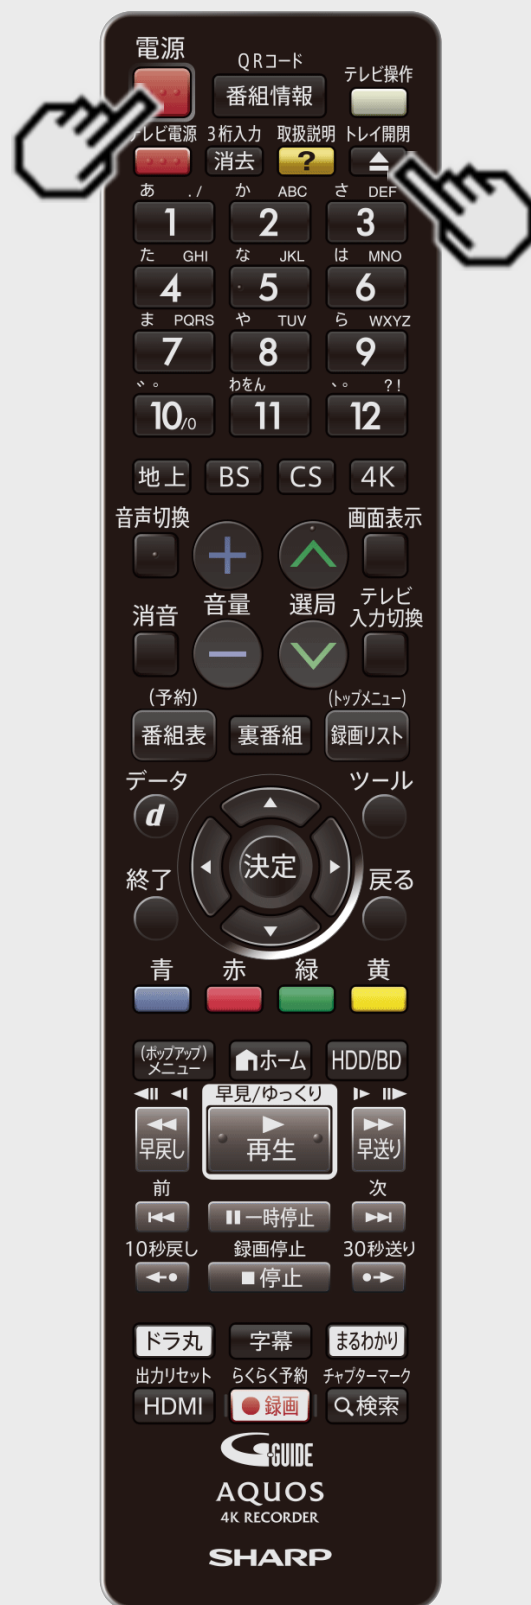 電源
QRコード
テレビ操作
番組情報
テレビ電源 3桁入力 取扱説明 トレイ開閉
消去 ?
あ ./ か ABC さ DEF
1 2 3
た GHI な JKL は MNO
4 5 6
ま PQRS や TUV ら WXYZ
7 8 9
゛゜ わをん 、。 ?!
10/0 11 12
地上 BS CS 4K
音声切換 画面表示
消音 音量 選局 テレビ
入力切換
(予約) (トップメニュー)
番組表 裏番組 録画リスト
データ ツール
d
決定
終了 戻る
青 赤 緑 黄
(ポップアップ)
メニュー ホーム HDD/BD
早見/ゆっくり
早戻し 再生 早送り
前 次
一時停止
10秒戻し 録画停止 30秒送り
停止
ドラ丸 字幕 まるわかり
出力リセット らくらく予約 チャプターマーク
HDMI 録画 検索
G-GUIDE
AQUOS
4K RECORDER
SHARP